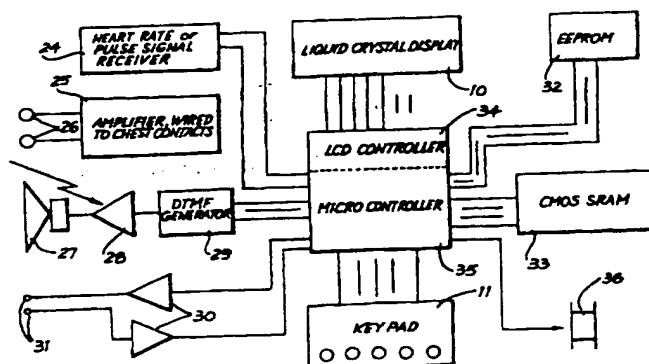 24
HEART RATE or
PULSE SIGNAL
RECEIVER
25
26
AMPLIFIER, WIRED
TO CHEST CONTACTS
27
28
DTMF
GENERATOR
29
30
31
LIQUID CRYSTAL DISPLAY
10
34
LCD CONTROLLER
MICRO CONTROLLER
35
11
KEY PAD
EEPROM
32
CMOS SRAM
33
36